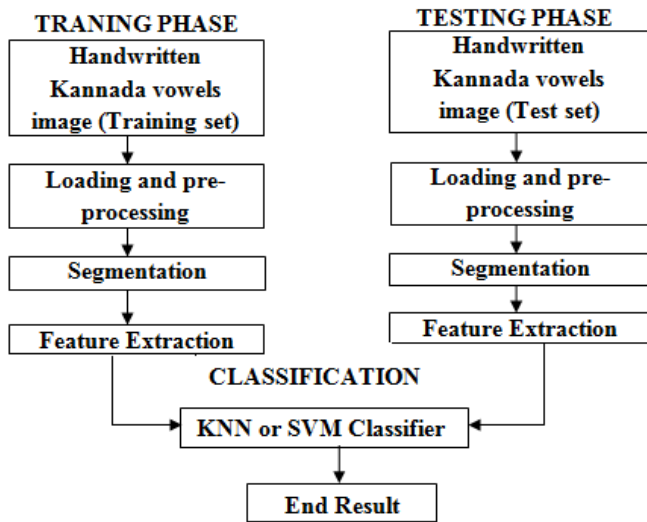 TRANING PHASE
Handwritten
Kannada vowels
image (Training set)
Loading and pre-
processing
Segmentation
Feature Extraction
TESTING PHASE
Handwritten
Kannada vowels
image (Test set)
Loading and pre-
processing
Segmentation
Feature Extraction
CLASSIFICATION
KNN or SVM Classifier
End Result